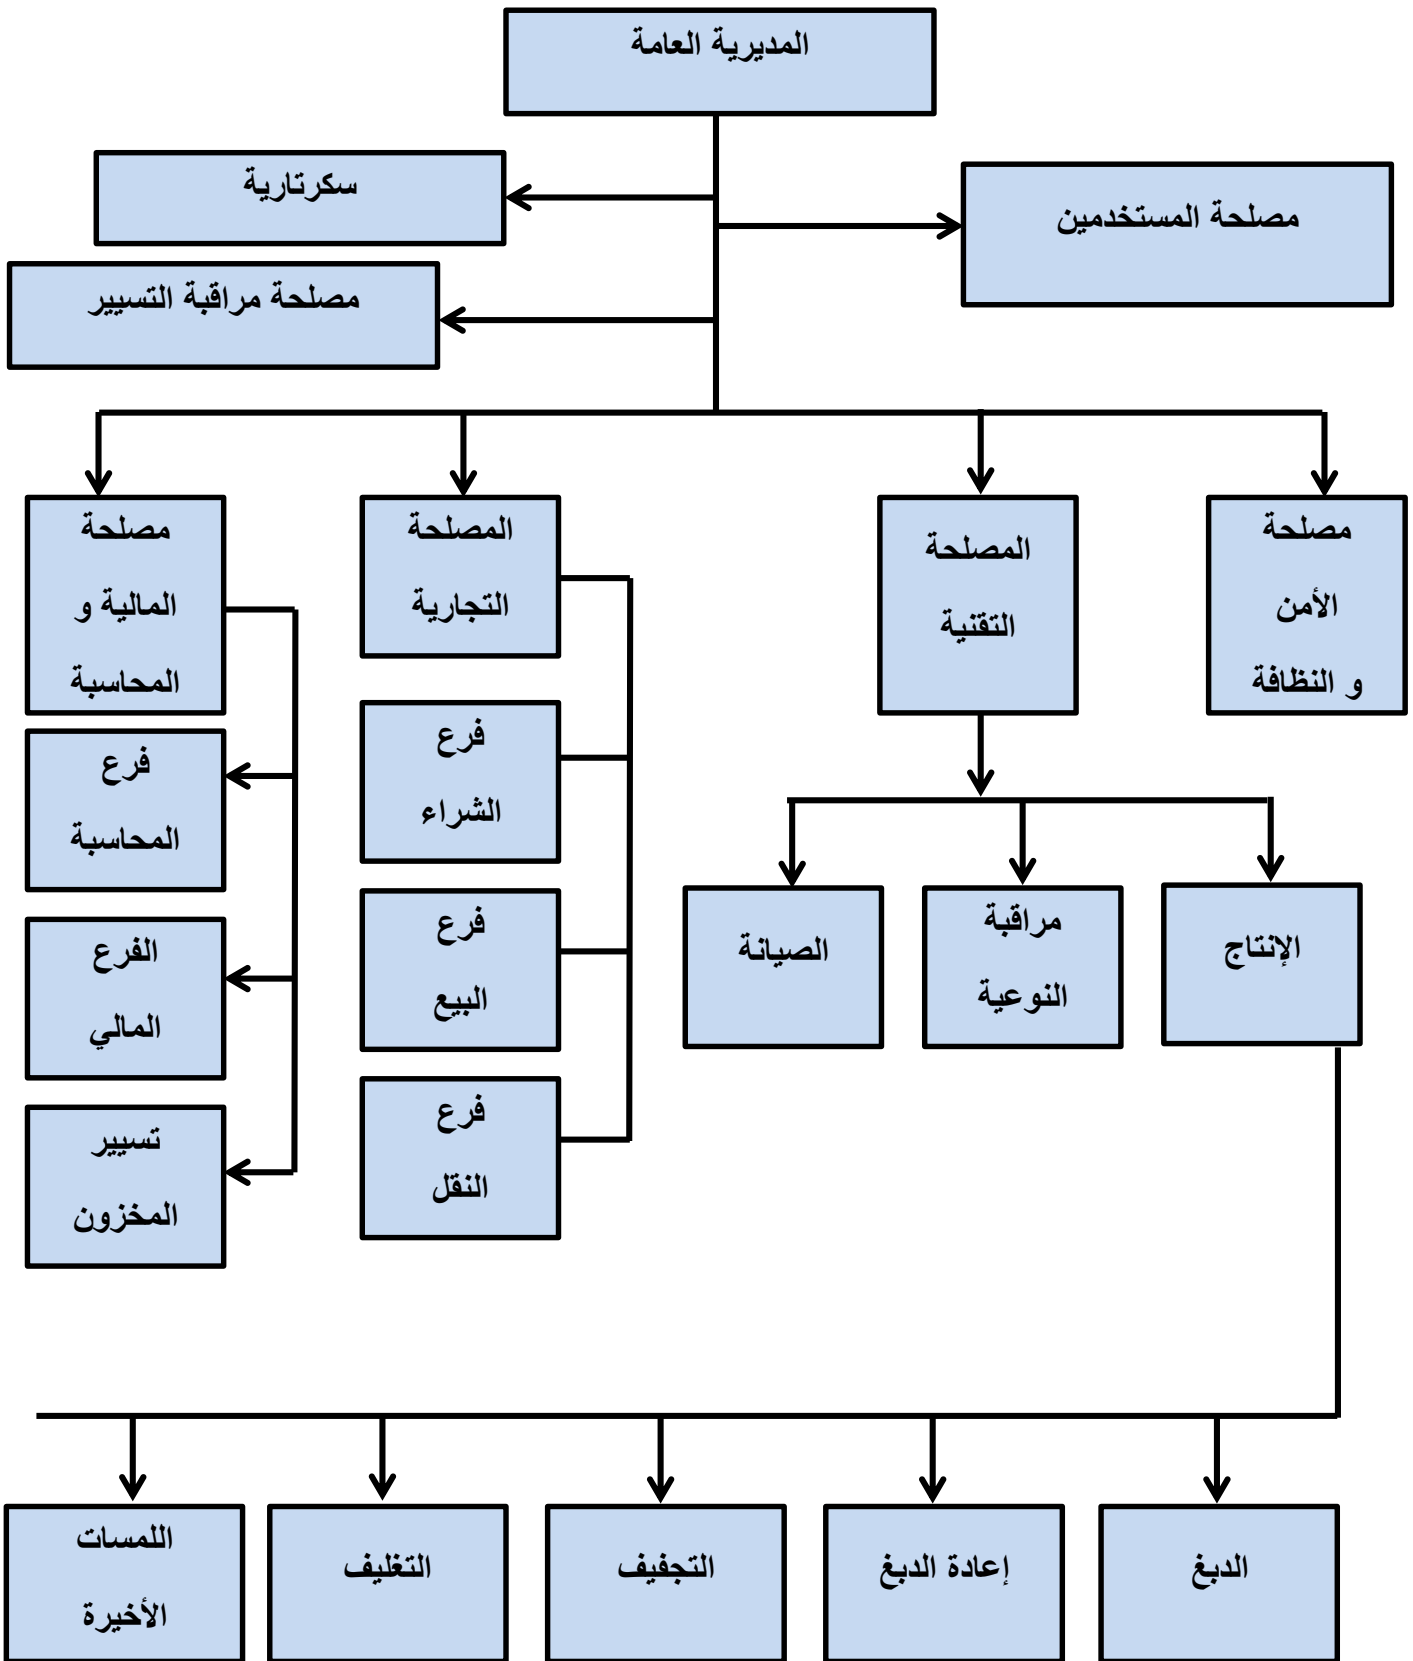 المديرية العامة
سكرتارية
مصلحة المستخدمين
مصلحة مراقبة التسيير
مصلحة
الأمن
و النظافة
المصلحة
التقنية
المصلحة
التجارية
مصلحة
المالية و
المحاسبة
فرع
الشراء
فرع
المحاسبة
الإنتاج
مراقبة
النوعية
الصيانة
فرع
البيع
الفرع
المالي
فرع
النقل
تسيير
المخزون
الدبغ
إعادة الدبغ
التجفيف
التغليف
اللمسات
الأخيرة